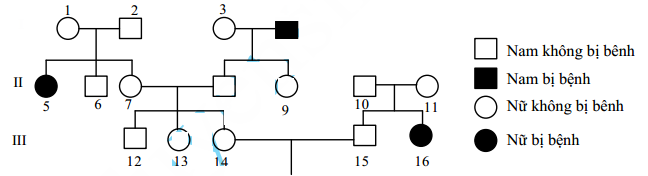 1 2 3
Nam không bị bênh
II
Nam bị bệnh
5 6 7 9 10 11
Nữ không bị bênh
III
Nữ bị bệnh
12 13 14 15 16